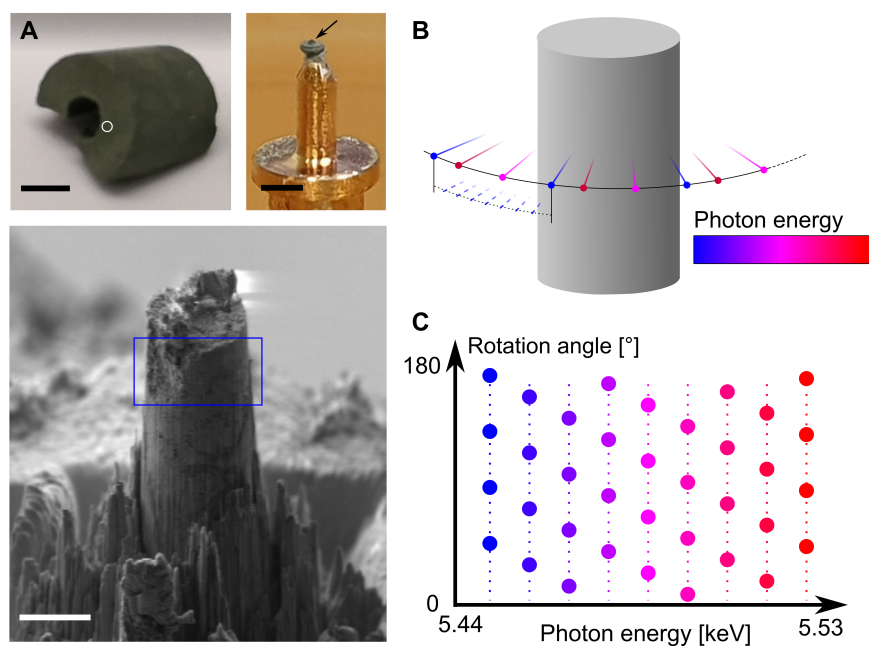 A
B
Photon energy
C
Rotation angle [°]
180
0
5.44
Photon energy [keV]
5.53